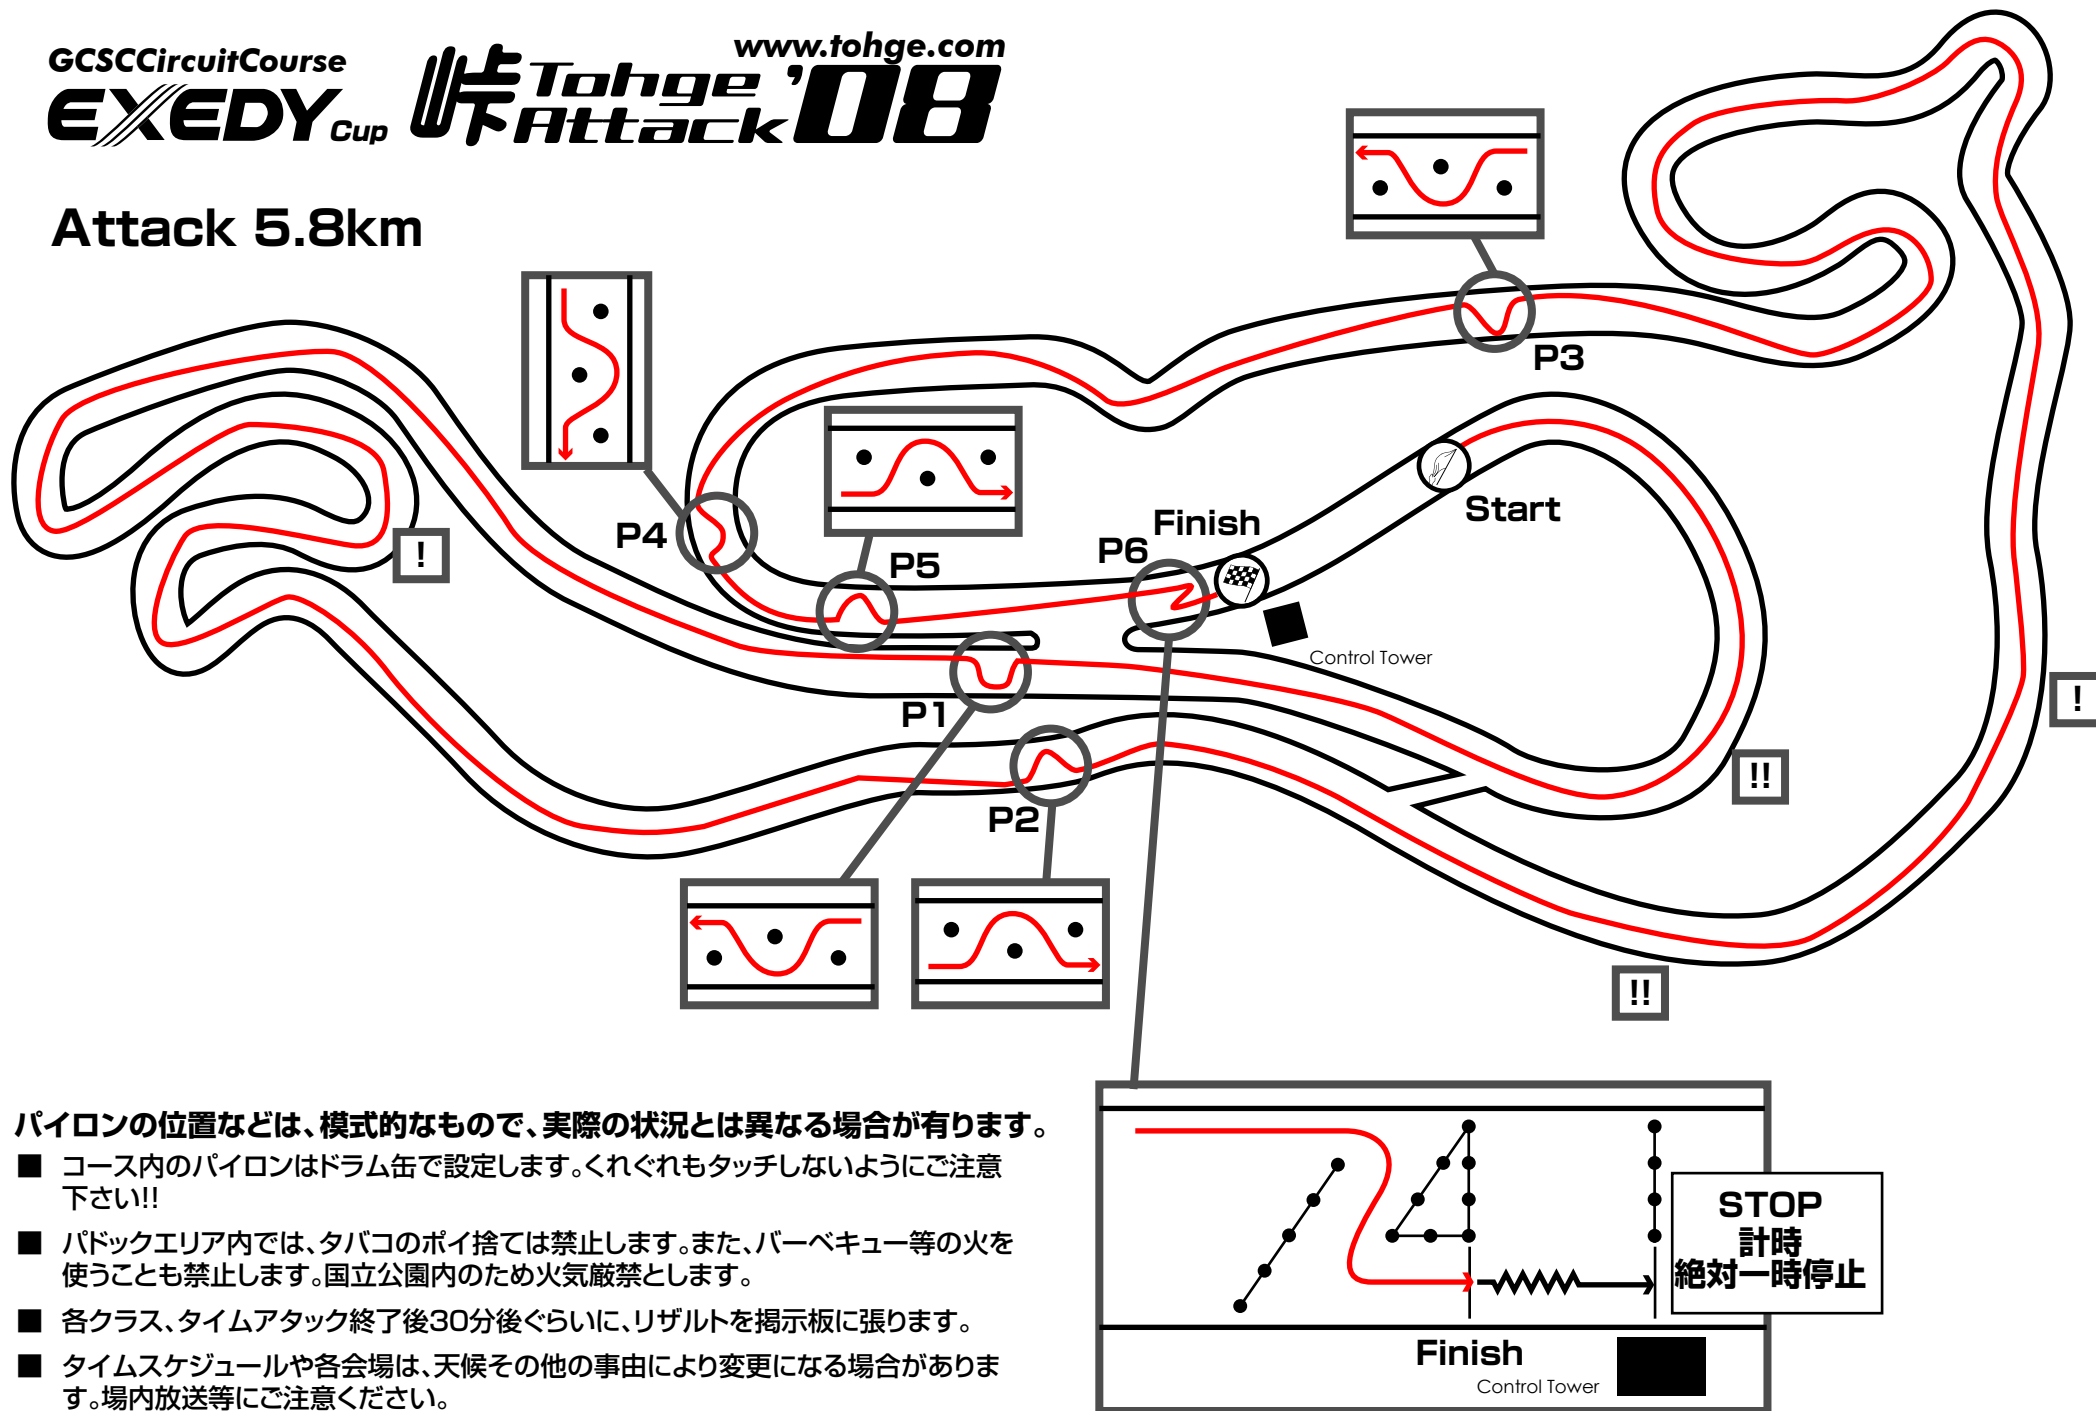 GCSCCircuitCourse
EXEDY Cup
峠 Tohge Attack '08
www.tohge.com
Attack 5.8km
P3
Start
Finish
P4
P5
P6
Control Tower
P1
P2
!
!
!!
!!
パイロンの位置などは、模式的なもので、実際の状況とは異なる場合が有ります。
■ コース内のパイロンはドラム缶で設定します。くれぐれもタッチしないようにご注意
下さい!!
■ パドックエリア内では、タバコのポイ捨ては禁止します。また、バーベキュー等の火を
使うことも禁止します。国立公園内のため火気厳禁とします。
■ 各クラス、タイムアタック終了後30分後ぐらいに、リザルトを掲示板に張ります。
■ タイムスケジュールや各会場は、天候その他の事由により変更になる場合がありま
す。場内放送等にご注意ください。
STOP
計時
絶対一時停止
Finish
Control Tower